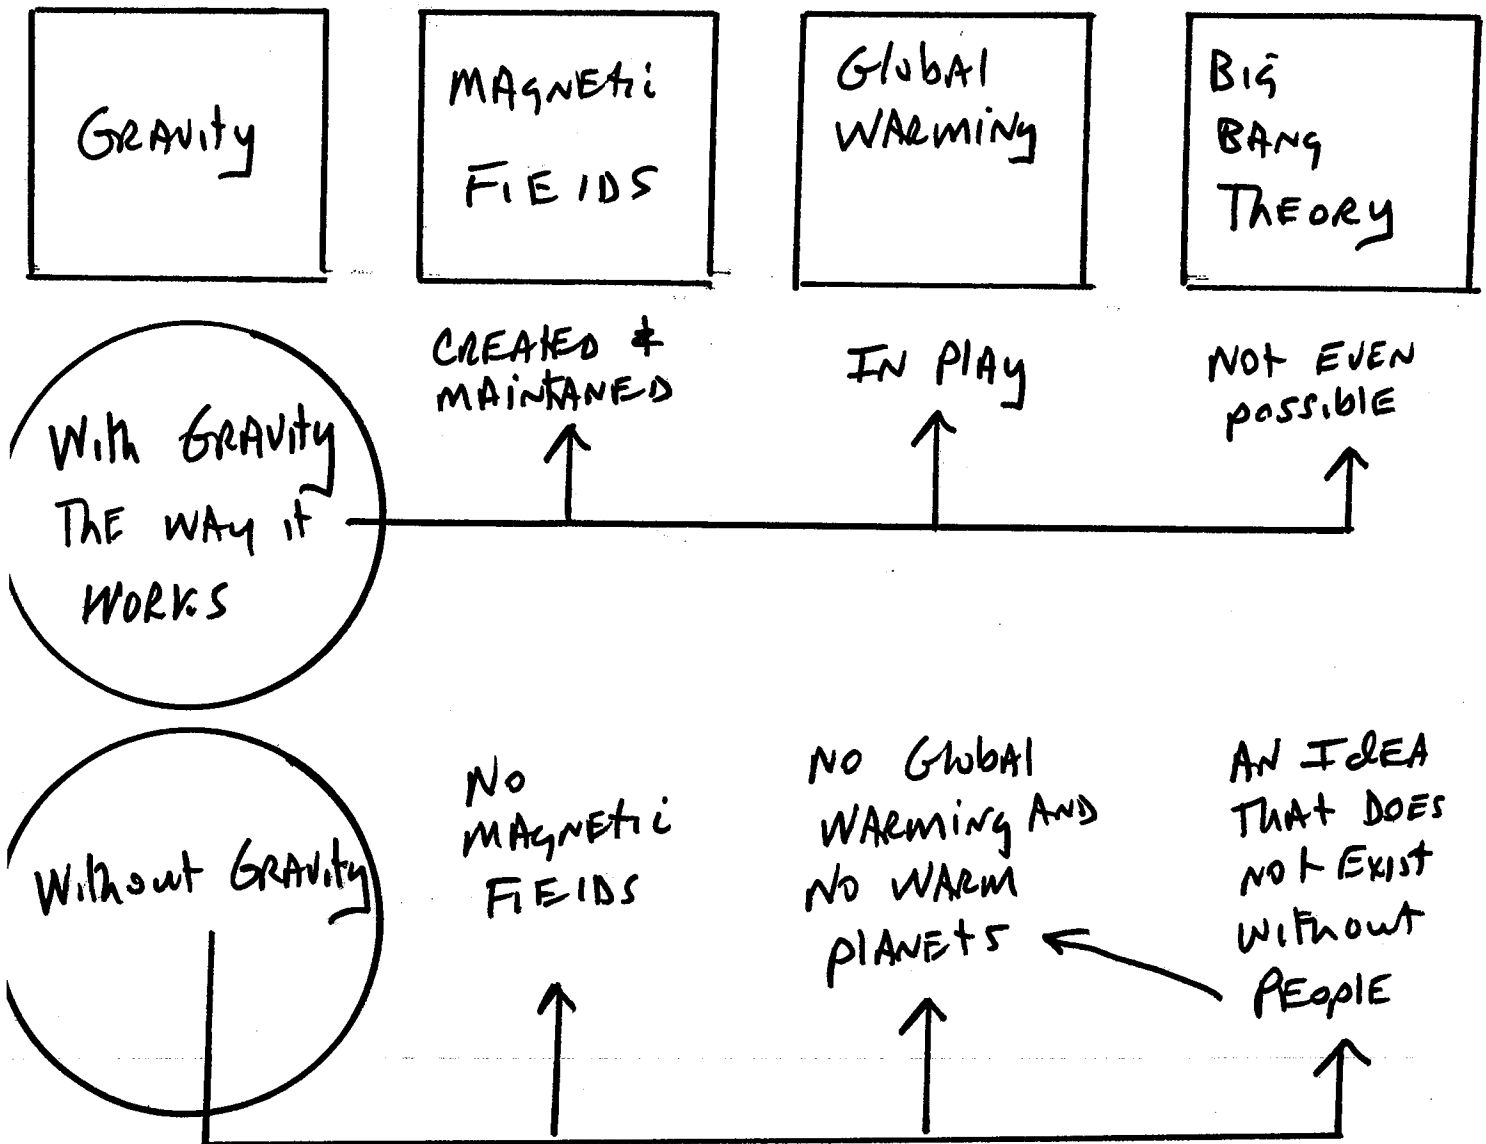 GRAVITY
MAGNETIC
FIELDS
GLOBAL
WARMING
BIG
BANG
THEORY
CREATED &
MAINTANED
IN PLAY
NOT EVEN
POSSIBLE
WITH GRAVITY
THE WAY IT
WORKS
NO
MAGNETIC
FIELDS
NO GLOBAL
WARMING AND
NO WARM
PLANETS
AN IDEA
THAT DOES
NOT EXIST
WITHOUT
PEOPLE
WITHOUT GRAVITY